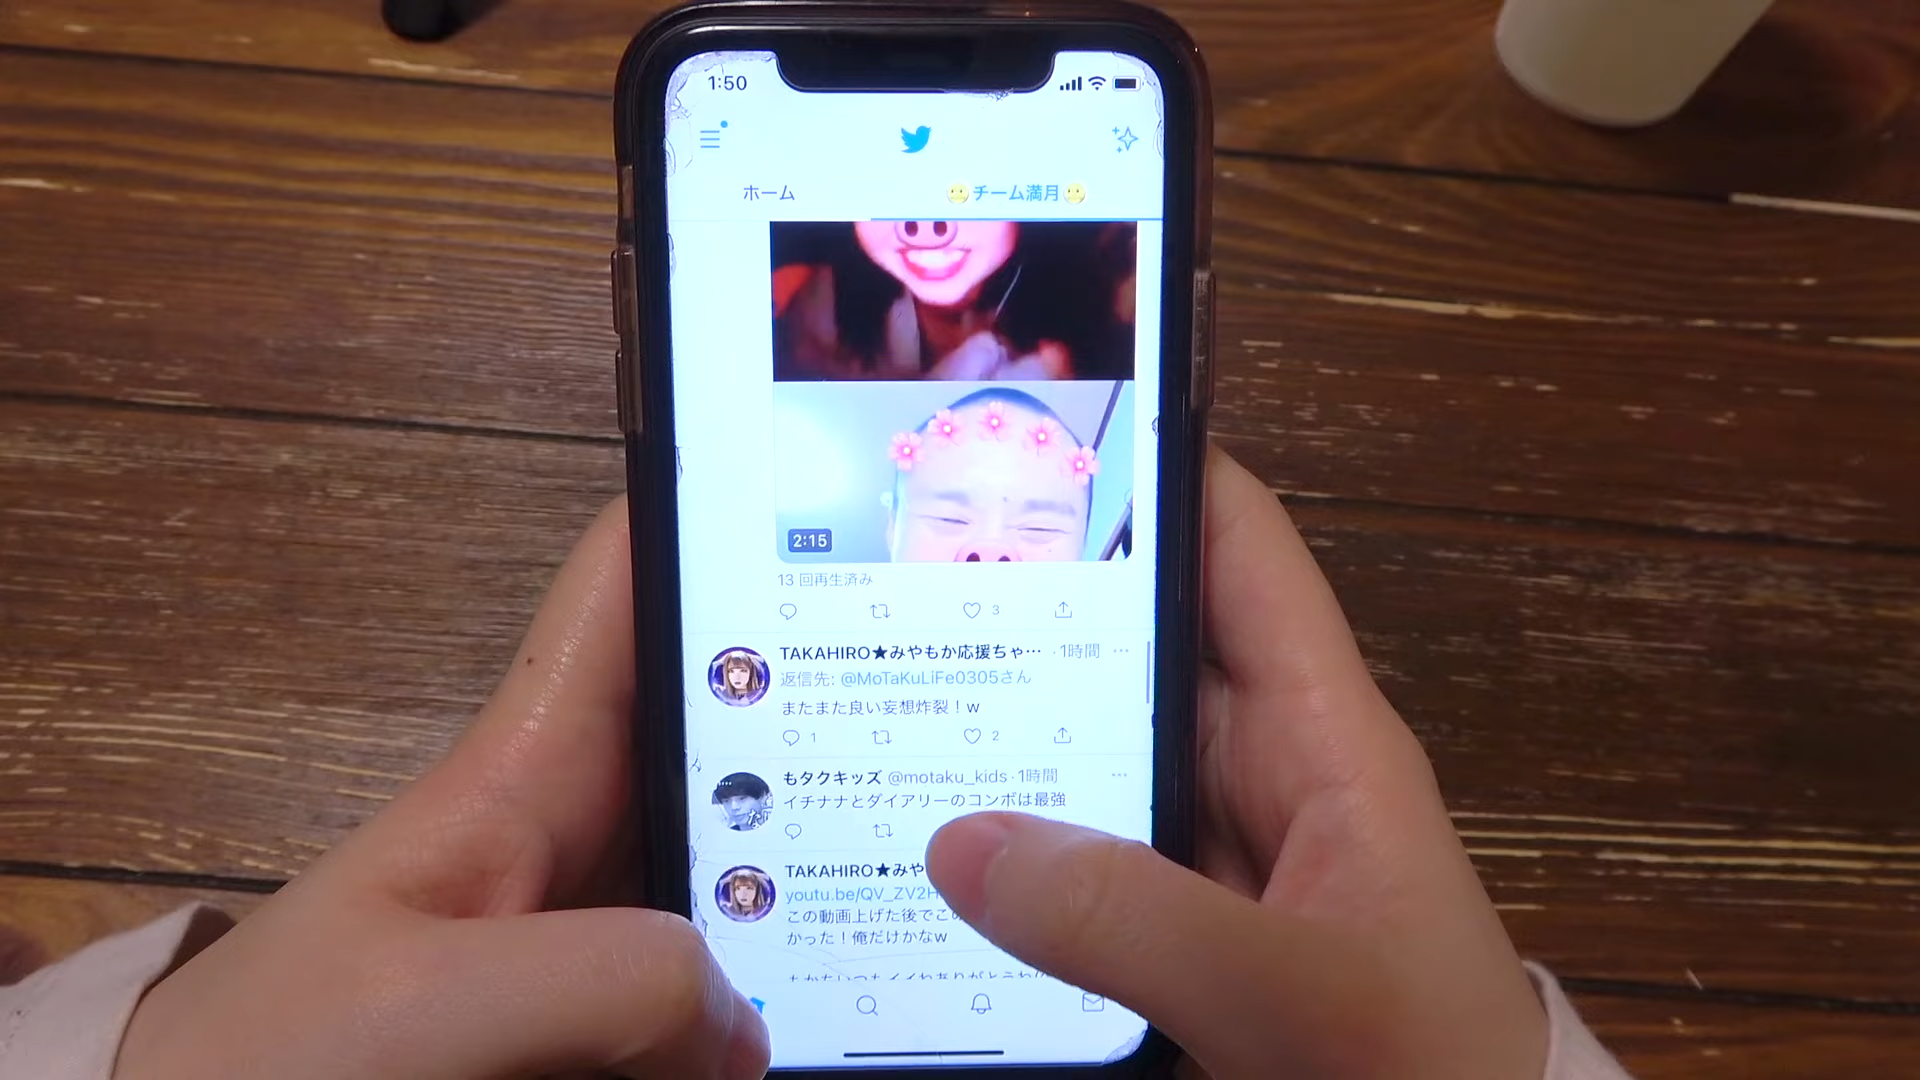 1:50
ホーム
🌝チーム満月🌝
2:15
13 回再生済み
3
TAKAHIRO★みやもか応援ちゃ… · 1時間
返信先: @MoTaKuLiFe0305さん
またまた良い妄想炸裂！w
1
2
もタクキッズ @motaku_kids · 1時間
イチナナとダイアリーのコンボは最強
TAKAHIRO★みや
youtu.be/QV_ZV2H
この動画上げた後でこの
かった！俺だけかなw